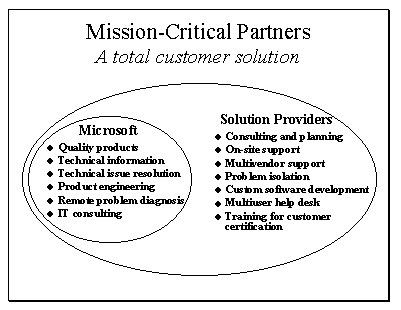 Mission-Critical Partners
A total customer solution
Microsoft
◆ Quality products
◆ Technical information
◆ Technical issue resolution
◆ Product engineering
◆ Remote problem diagnosis
◆ IT consulting
Solution Providers
◆ Consulting and planning
◆ On-site support
◆ Multivendor support
◆ Problem isolation
◆ Custom software development
◆ Multiuser help desk
◆ Training for customer
certification